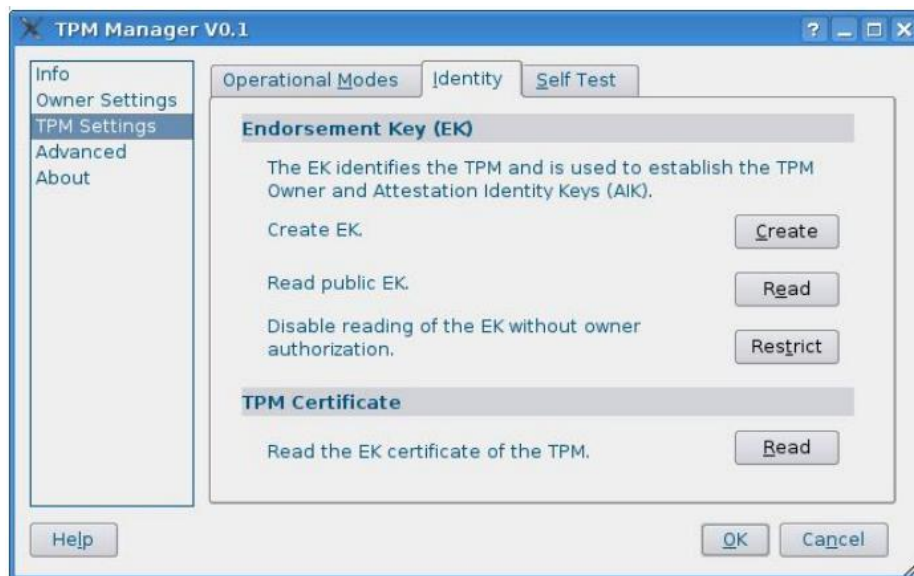 TPM Manager V0.1
?
Info
Owner Settings
TPM Settings
Advanced
About
Operational Modes Identity Self Test
Endorsement Key (EK)
The EK identifies the TPM and is used to establish the TPM
Owner and Attestation Identity Keys (AIK).
Create EK. Create
Read public EK. Read
Disable reading of the EK without owner
authorization. Restrict
TPM Certificate
Read the EK certificate of the TPM. Read
Help OK Cancel